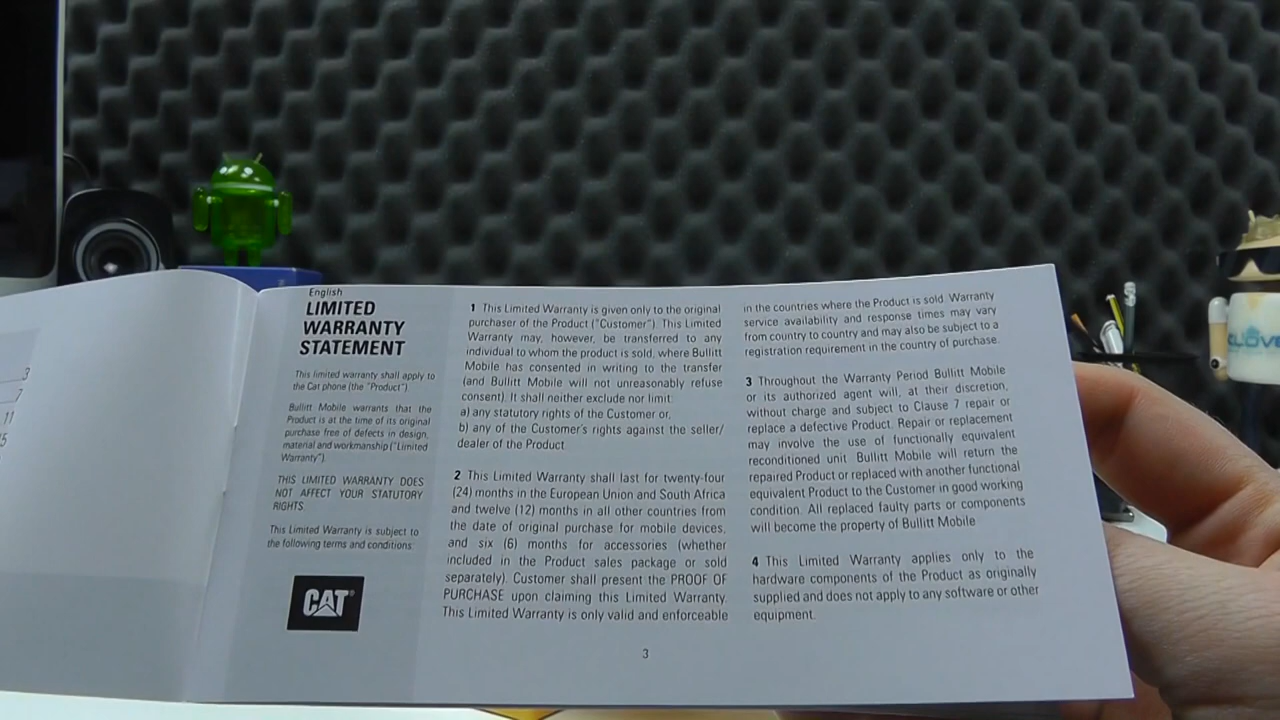 3
7
11
15
English
LIMITED
WARRANTY
STATEMENT
This limited warranty shall apply to
the Cat phone (the "Product").
Bullitt Mobile warrants that the
Product is at the time of its original
purchase free of defects in design,
material and workmanship ("Limited
Warranty").
THIS LIMITED WARRANTY DOES
NOT AFFECT YOUR STATUTORY
RIGHTS.
This Limited Warranty is subject to
the following terms and conditions:
CAT®
1 This Limited Warranty is given only to the original
purchaser of the Product ("Customer"). This Limited
Warranty may, however, be transferred to any
individual to whom the product is sold, where Bullitt
Mobile has consented in writing to the transfer
(and Bullitt Mobile will not unreasonably refuse
consent). It shall neither exclude nor limit:
a) any statutory rights of the Customer or,
b) any of the Customer's rights against the seller/
dealer of the Product.
2 This Limited Warranty shall last for twenty-four
(24) months in the European Union and South Africa
and twelve (12) months in all other countries from
the date of original purchase for mobile devices,
and six (6) months for accessories (whether
included in the Product sales package or sold
separately). Customer shall present the PROOF OF
PURCHASE upon claiming this Limited Warranty.
This Limited Warranty is only valid and enforceable
in the countries where the Product is sold. Warranty
service availability and response times may vary
from country to country and may also be subject to a
registration requirement in the country of purchase.
3 Throughout the Warranty Period Bullitt Mobile
or its authorized agent will, at their discretion,
without charge and subject to Clause 7 repair or
replace a defective Product. Repair or replacement
may involve the use of functionally equivalent
reconditioned unit. Bullitt Mobile will return the
repaired Product or replaced with another functional
equivalent Product to the Customer in good working
condition. All replaced faulty parts or components
will become the property of Bullitt Mobile
4 This Limited Warranty applies only to the
hardware components of the Product as originally
supplied and does not apply to any software or other
equipment.
3
CLOVE